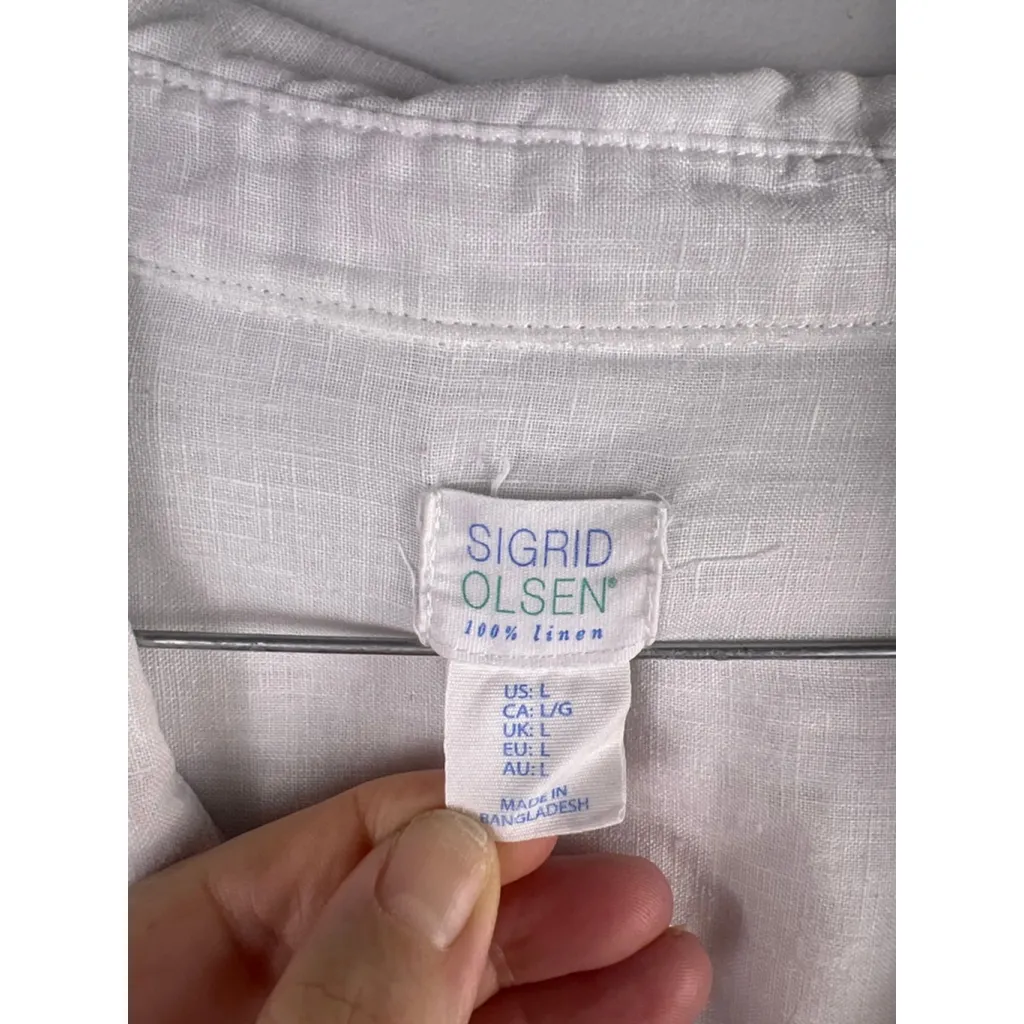 SIGRID
OLSEN®
100% linen
US: L
CA: L/G
UK: L
EU: L
AU: L
MADE IN
BANGLADESH